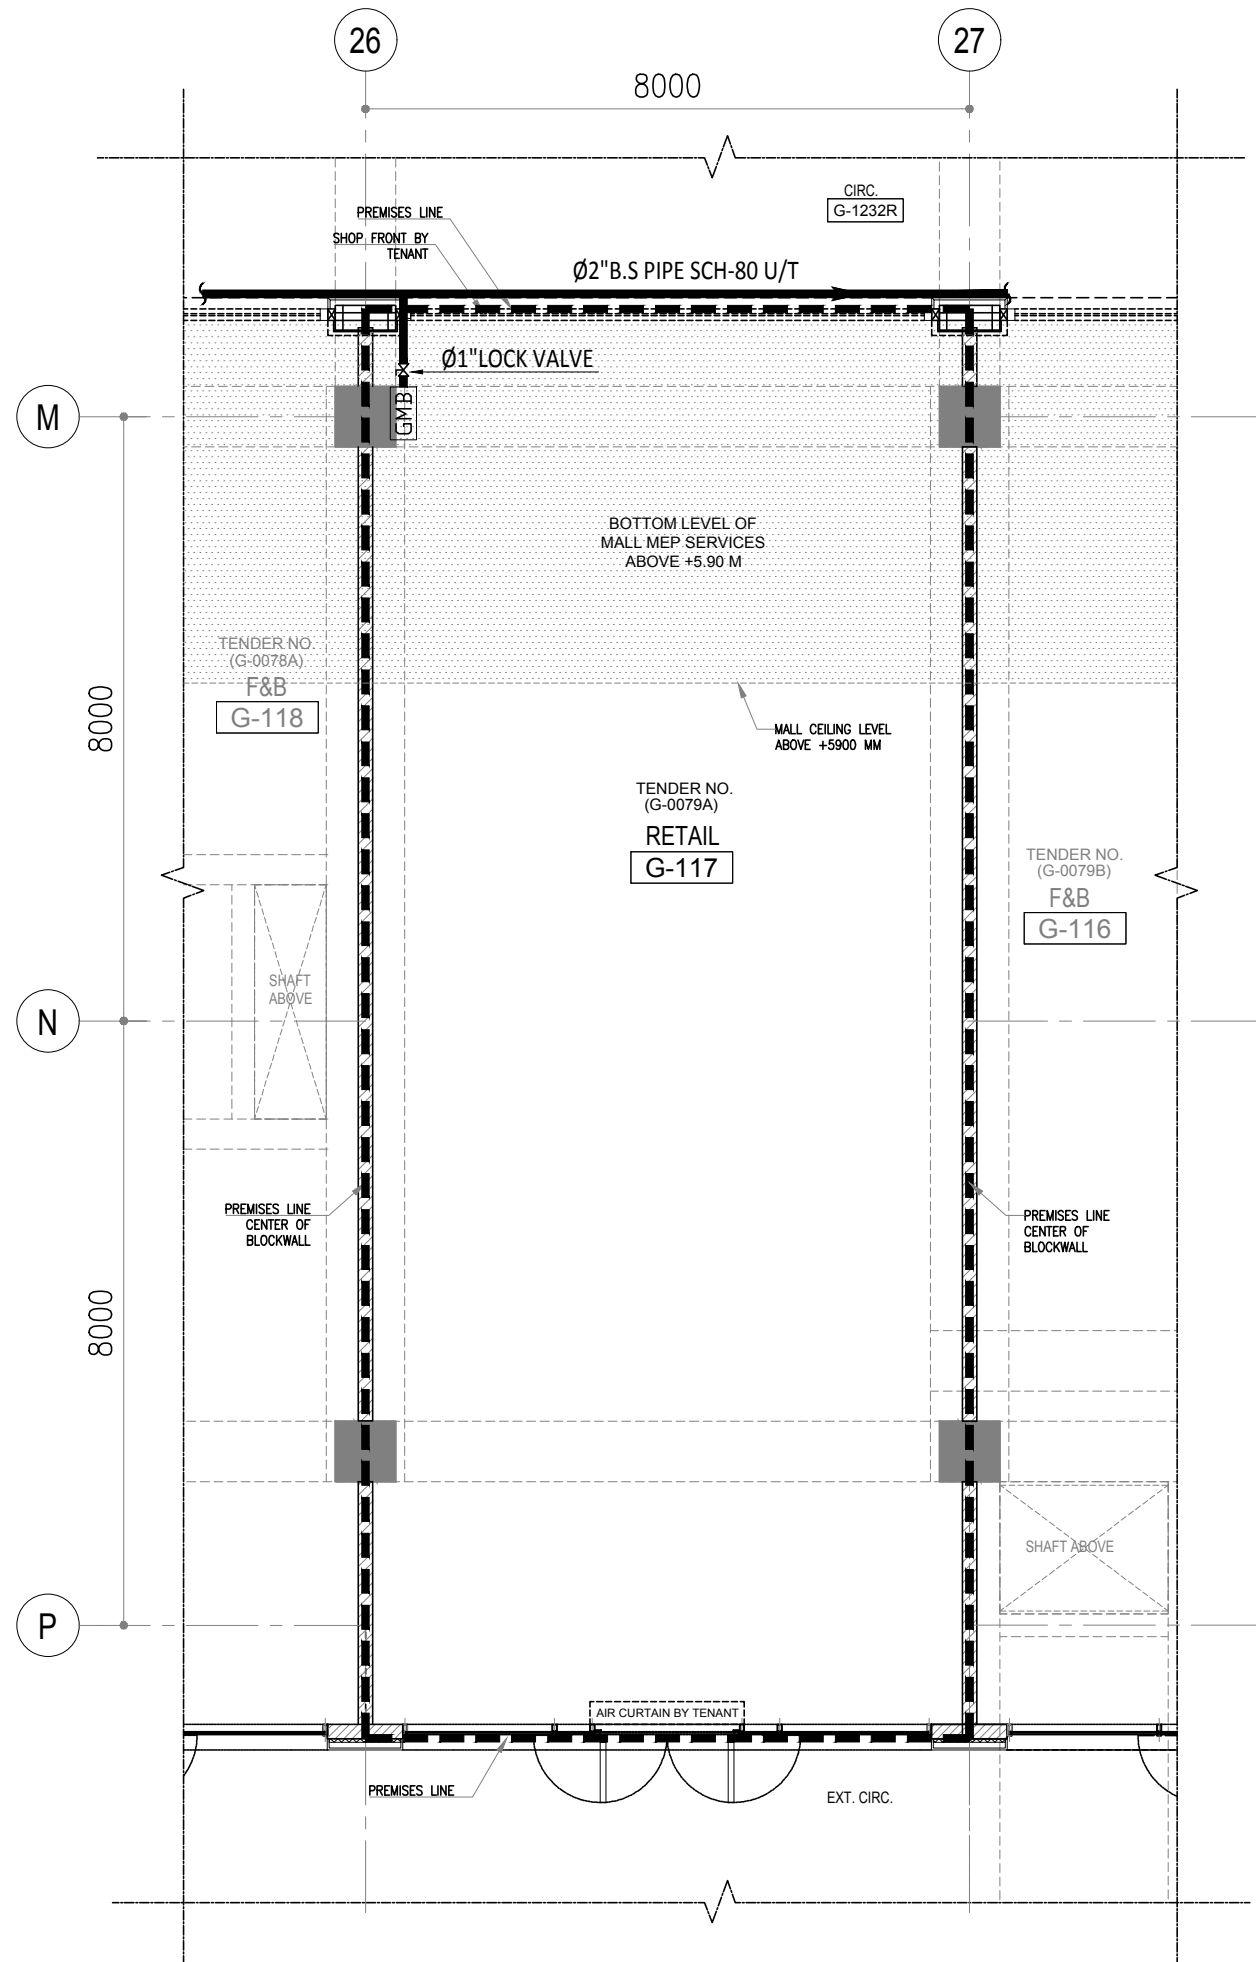 26
27
8000
CIRC.
G-1232R
PREMISES LINE
SHOP FRONT BY
TENANT
Ø2"B.S PIPE SCH-80 U/T
Ø1"LOCK VALVE
GMB
M
BOTTOM LEVEL OF
MALL MEP SERVICES
ABOVE +5.90 M
TENDER NO.
(G-0078A)
F&B
G-118
8000
MALL CEILING LEVEL
ABOVE +5900 MM
TENDER NO.
(G-0079A)
RETAIL
G-117
TENDER NO.
(G-0079B)
F&B
G-116
SHAFT
ABOVE
N
PREMISES LINE
CENTER OF
BLOCKWALL
PREMISES LINE
CENTER OF
BLOCKWALL
8000
SHAFT ABOVE
P
AIR CURTAIN BY TENANT
PREMISES LINE
EXT. CIRC.